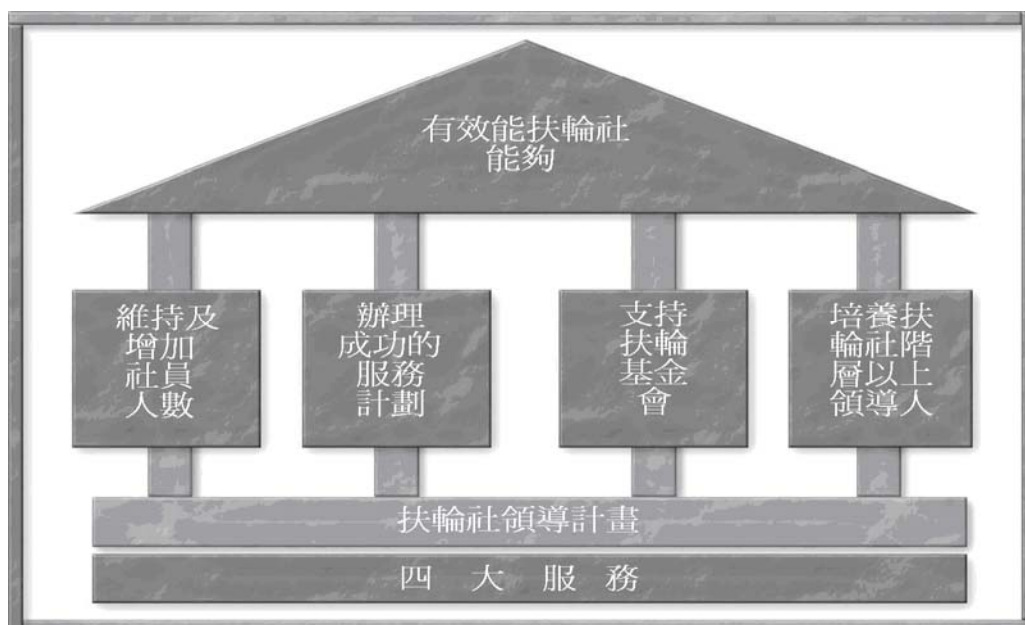 有效能扶輪社
能夠
維持及
增加
社員
人數
辦理
成功的
服務
計劃
支持
扶輪
基金
會
培養扶
輪社階
層以上
領導人
扶輪社領導計畫
四 大 服 務